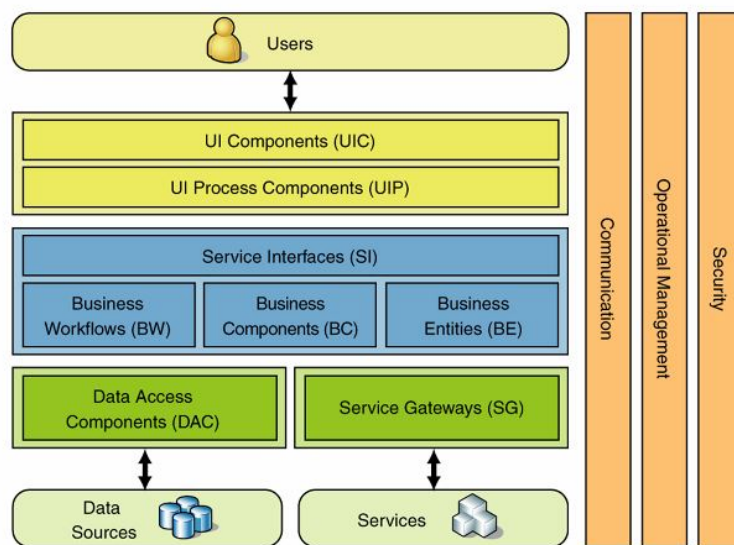 Users
UI Components (UIC)
UI Process Components (UIP)
Service Interfaces (SI)
Business
Workflows (BW)
Business
Components (BC)
Business
Entities (BE)
Data Access
Components (DAC)
Service Gateways (SG)
Data
Sources
Services
Communication
Operational Management
Security